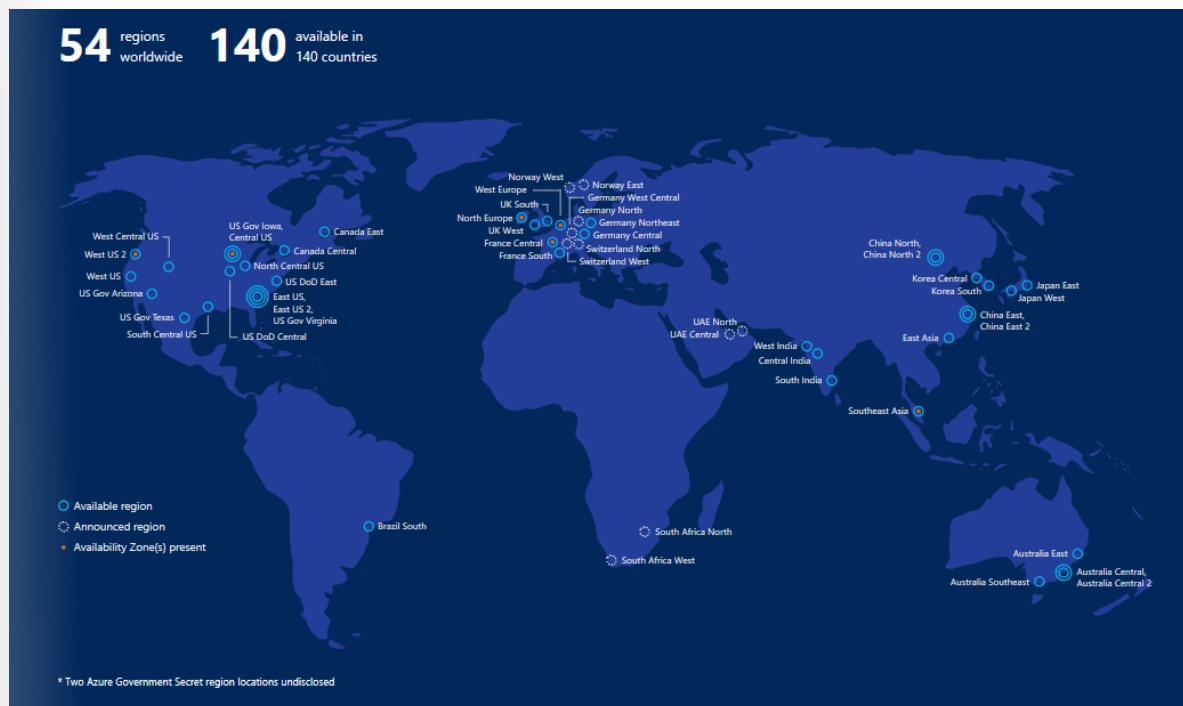 54 regions worldwide
140 available in 140 countries
Norway West
Norway East
West Europe
Germany West Central
UK South
Germany North
North Europe
Germany Northeast
UK West
Germany Central
France Central
Switzerland North
France South
Switzerland West
US Gov Iowa,
Central US
Canada East
West Central US
West US 2
Canada Central
North Central US
West US
US DoD East
US Gov Arizona
East US,
East US 2,
US Gov Virginia
US Gov Texas
South Central US
US DoD Central
China North,
China North 2
Korea Central
Korea South
Japan East
Japan West
China East,
China East 2
East Asia
UAE North
UAE Central
West India
Central India
South India
Southeast Asia
Available region
Announced region
Availability Zone(s) present
Brazil South
South Africa North
South Africa West
Australia East
Australia Central,
Australia Central 2
Australia Southeast
* Two Azure Government Secret region locations undisclosed